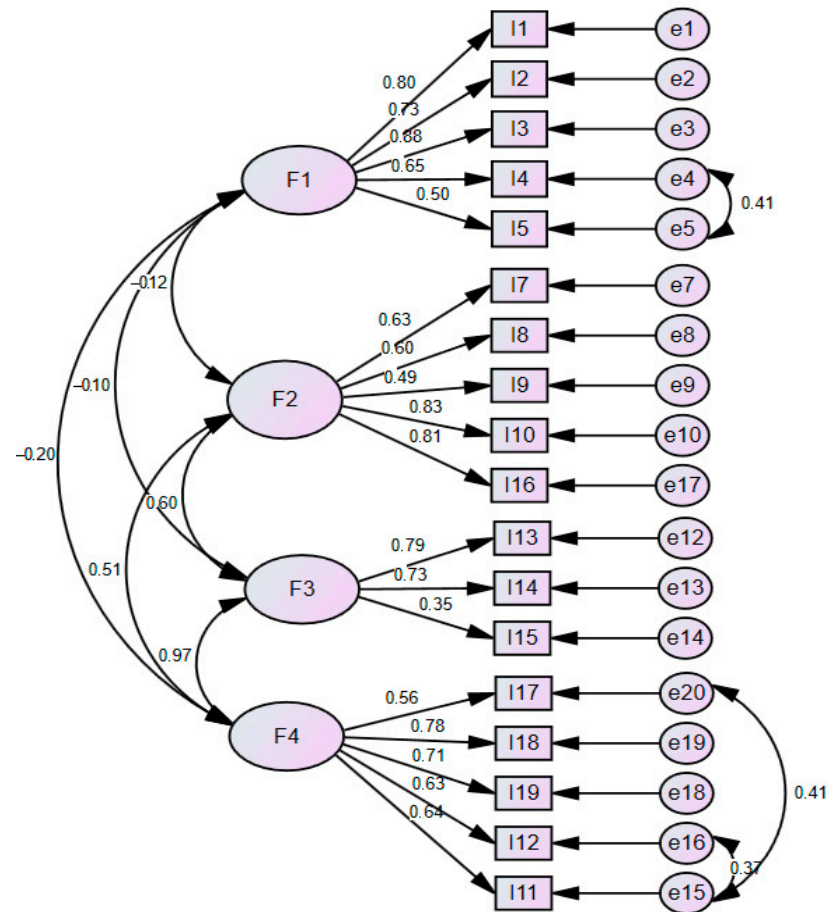 I1 e1
0.80
I2 e2
0.73
I3 e3
0.88
F1
0.65
I4 e4
0.41
0.50
I5 e5
–0.12
I7 e7
0.63
I8 e8
0.60
–0.10
0.49
I9 e9
F2
0.83
I10 e10
0.81
–0.20
I16 e17
0.60
I13 e12
0.79
0.51
0.73
F3
I14 e13
0.35
I15 e14
0.97
I17 e20
0.56
0.78
F4
I18 e19
0.71
0.63
I19 e18
0.41
0.64
I12 e16
0.37
I11 e15